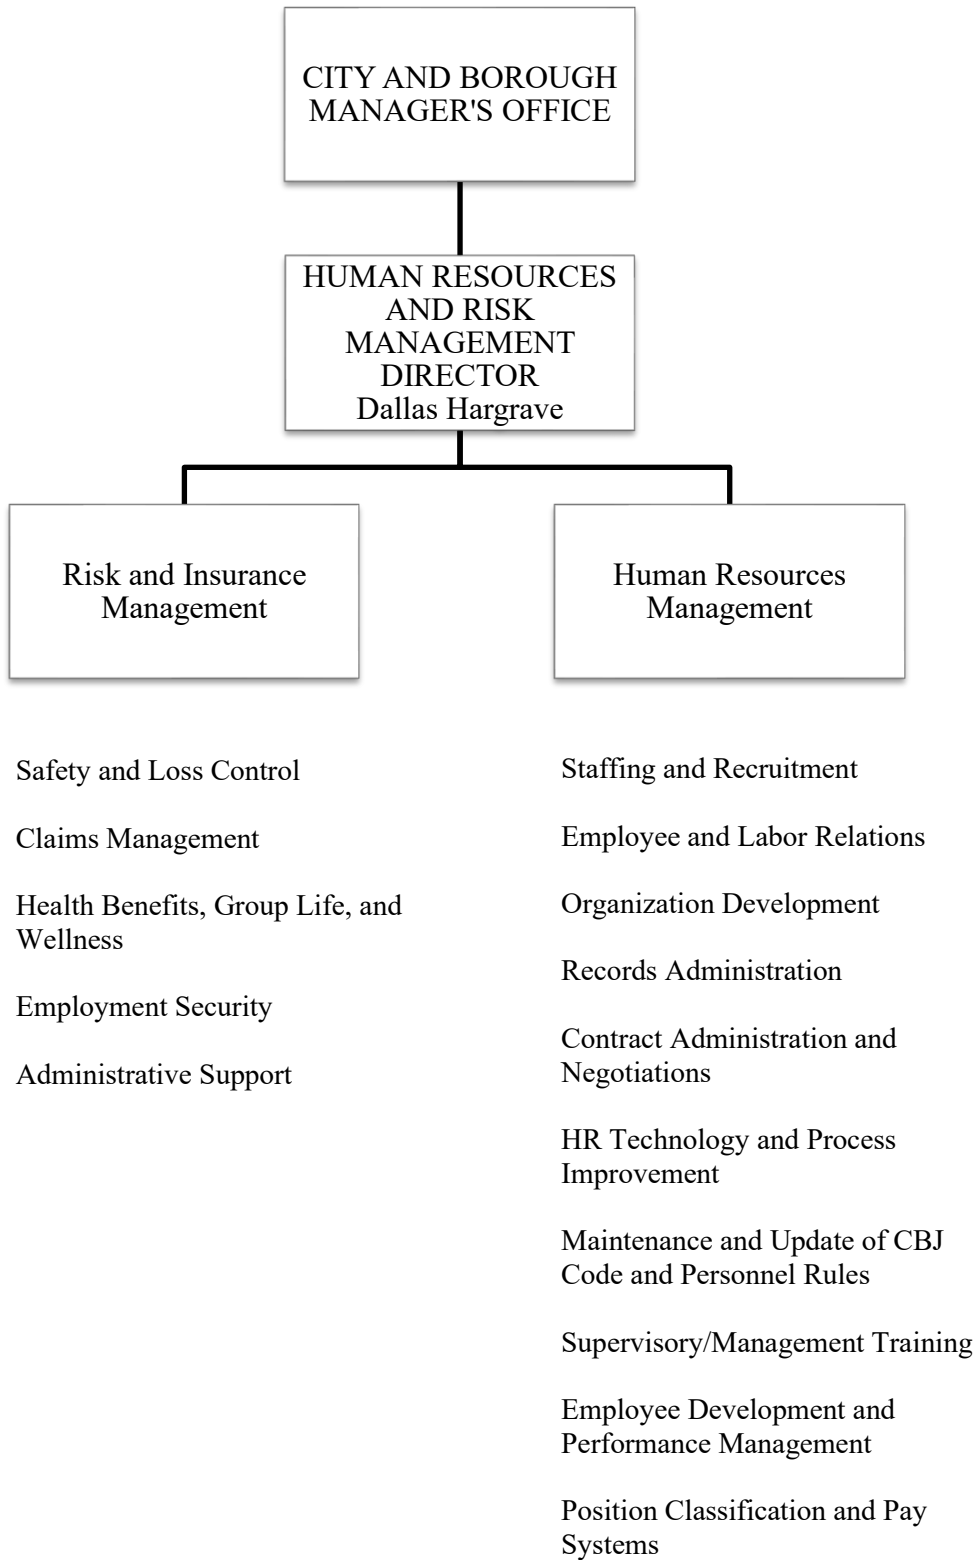 CITY AND BOROUGH
MANAGER'S OFFICE
HUMAN RESOURCES
AND RISK
MANAGEMENT
DIRECTOR
Dallas Hargrave
Risk and Insurance
Management
Human Resources
Management
Safety and Loss Control
Claims Management
Health Benefits, Group Life, and
Wellness
Employment Security
Administrative Support
Staffing and Recruitment
Employee and Labor Relations
Organization Development
Records Administration
Contract Administration and
Negotiations
HR Technology and Process
Improvement
Maintenance and Update of CBJ
Code and Personnel Rules
Supervisory/Management Training
Employee Development and
Performance Management
Position Classification and Pay
Systems